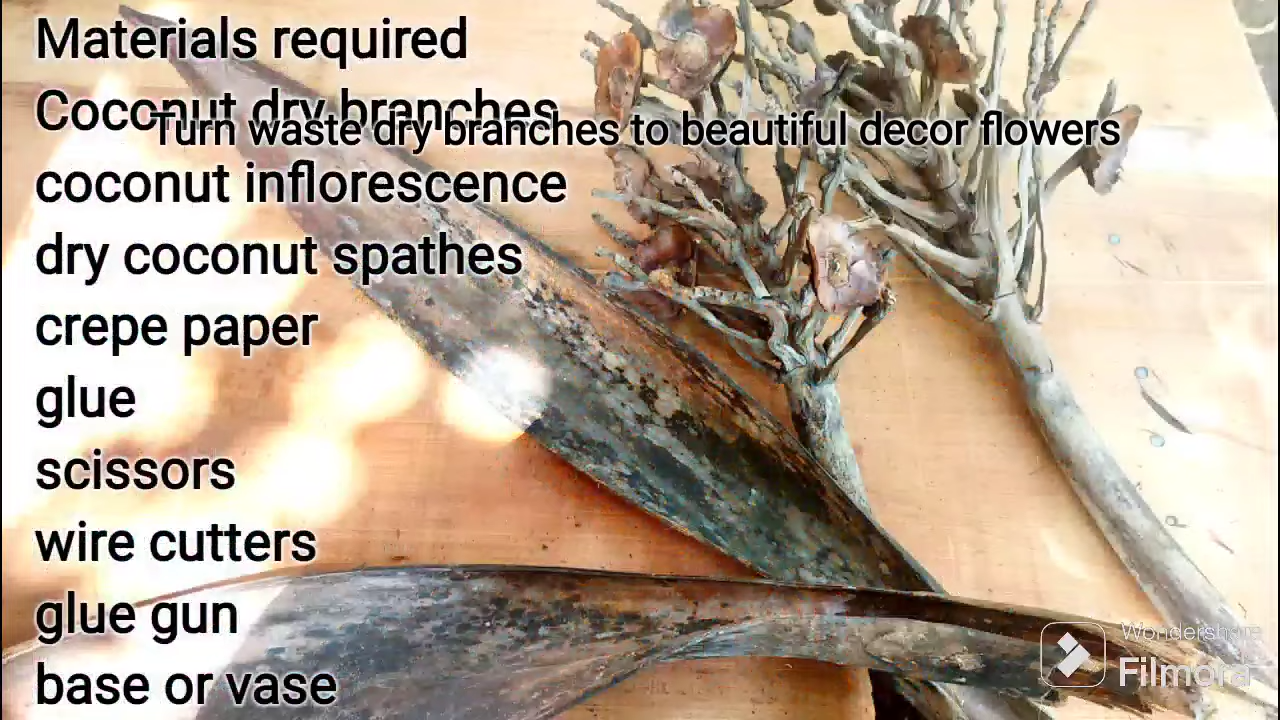 Materials required
Coconut dry branches
Turn waste dry branches to beautiful decor flowers
coconut inflorescence
dry coconut spathes
crepe paper
glue
scissors
wire cutters
glue gun
base or vase
Wondershare
Filmora